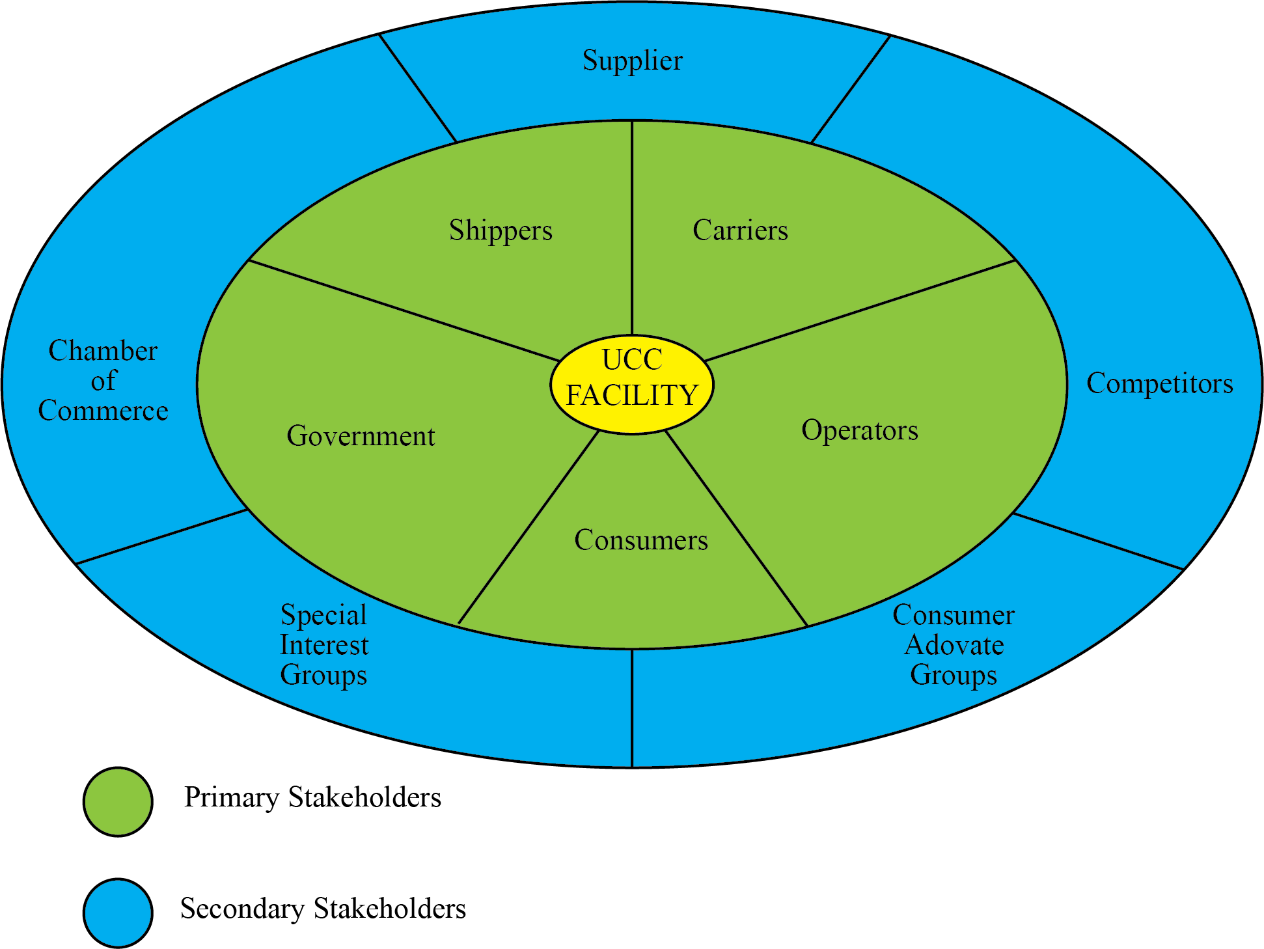 Supplier
Shippers
Carriers
UCC
FACILITY
Chamber
of
Commerce
Competitors
Government
Operators
Consumers
Special
Interest
Groups
Consumer
Adovate
Groups
Primary Stakeholders
Secondary Stakeholders